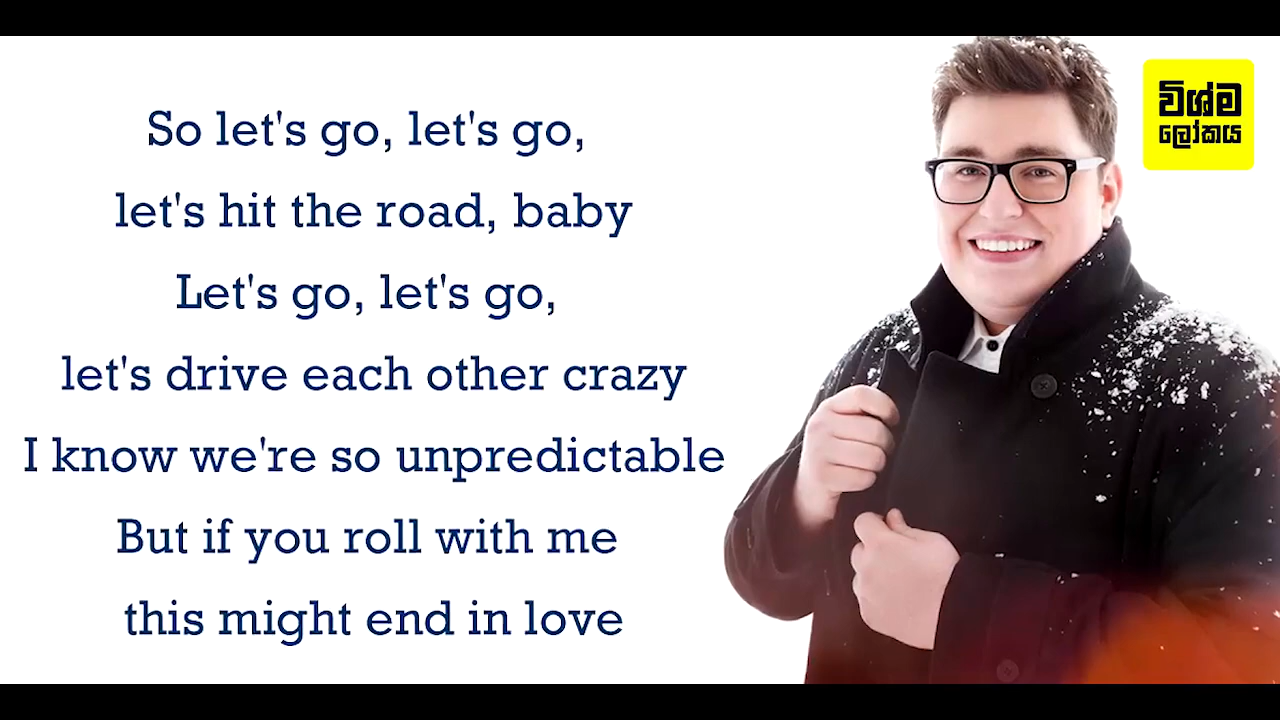 So let's go, let's go,
let's hit the road, baby
Let's go, let's go,
let's drive each other crazy
I know we're so unpredictable
But if you roll with me
this might end in love
විශ්ම
ලෝකය